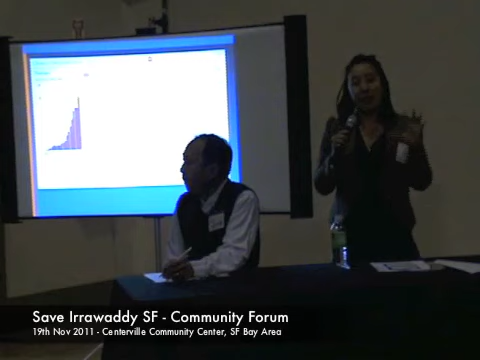 Save Irrawaddy SF - Community Forum
19th Nov 2011 - Centerville Community Center, SF Bay Area